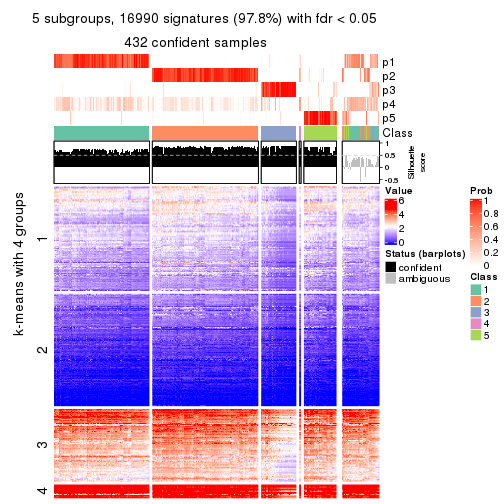 5 subgroups, 16990 signatures (97.8%) with fdr < 0.05
432 confident samples
p1
p2
p3
p4
p5
Class
1
0.5
0
-0.5
Silhouette
score
k-means with 4 groups
1
2
3
4
Value
6
4
2
0
Status (barplots)
confident
ambiguous
Prob
1
0.8
0.6
0.4
0.2
0
Class
1
2
3
4
5